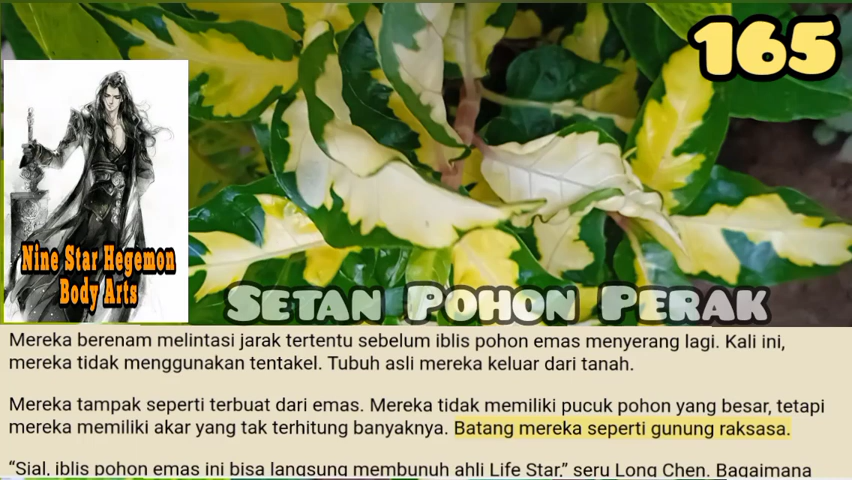 165
Nine Star Hegemon
Body Arts
SETAN POHON PERAK
Mereka berenam melintasi jarak tertentu sebelum iblis pohon emas menyerang lagi. Kali ini,
mereka tidak menggunakan tentakel. Tubuh asli mereka keluar dari tanah.
Mereka tampak seperti terbuat dari emas. Mereka tidak memiliki pucuk pohon yang besar, tetapi
mereka memiliki akar yang tak terhitung banyaknya. Batang mereka seperti gunung raksasa.
“Sial, iblis pohon emas ini bisa langsung membunuh ahli Life Star,” seru Long Chen. Bagaimana